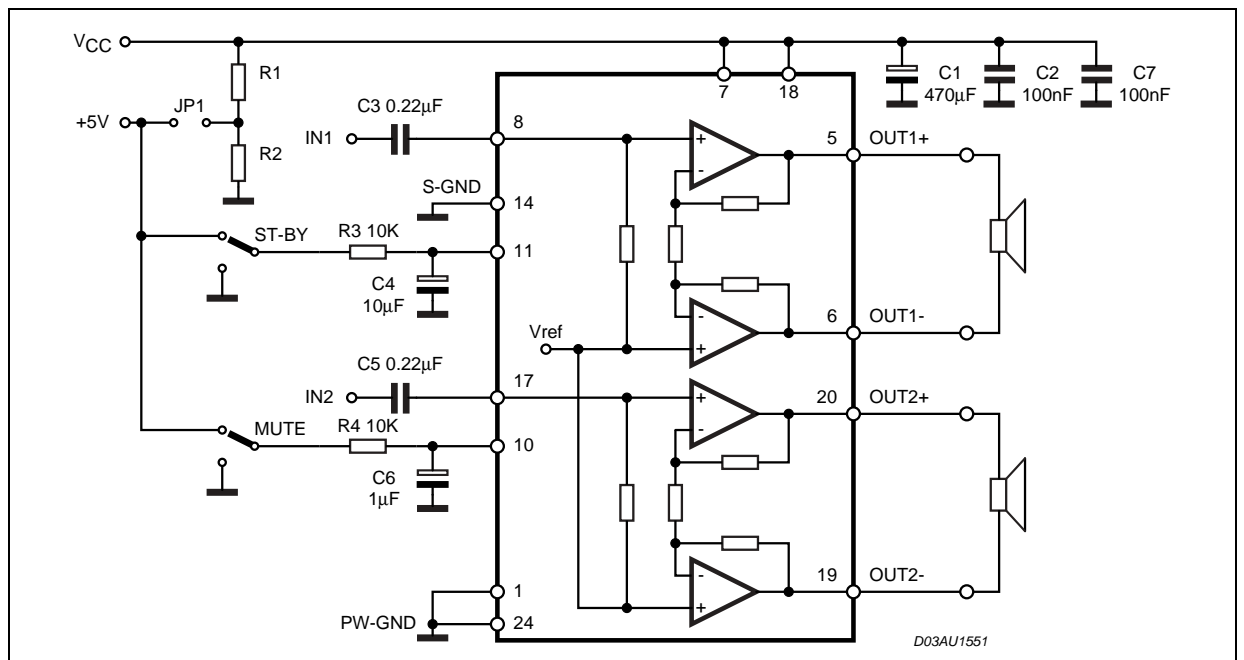 VCC
R1
JP1
+5V
R2
C3 0.22µF
IN1
8
S-GND
14
ST-BY
R3 10K
11
C4
10µF
Vref
C5 0.22µF
17
IN2
MUTE
R4 10K
10
C6
1µF
1
PW-GND
24
7
18
C1
470µF
C2
100nF
C7
100nF
+
-
5
OUT1+
-
+
6
OUT1-
+
-
20
OUT2+
-
+
19
OUT2-
D03AU1551